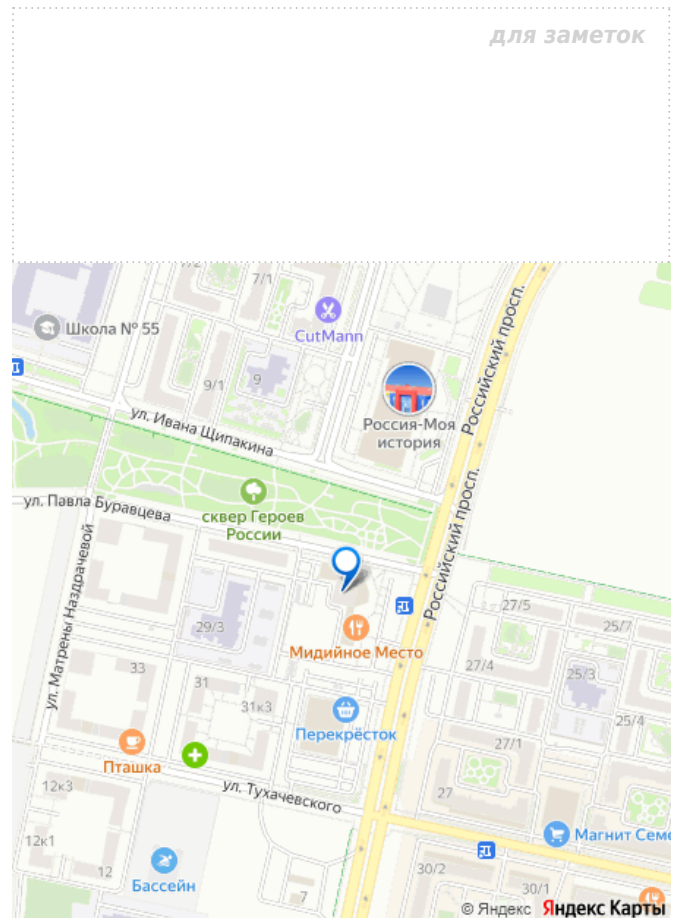 для заметок
7/1
Школа № 55
CutMann
Российский просп.
9/1
9
Россия-Моя
история
ул. Ивана Щипакина
ул. Павла Буравцева
сквер Героев
России
Российский просп.
ул. Матрены Наздрачевой
27/5
25/7
29/3
Мидийное Место
27/4
25/3
33
31
31к3
25/4
Перекрёсток
27/1
Пташка
12к3
ул. Тухачевского
27
12к1
Магнит Семе
12
Бассейн
7
30/2
30/1
© Яндекс Яндекс Карты